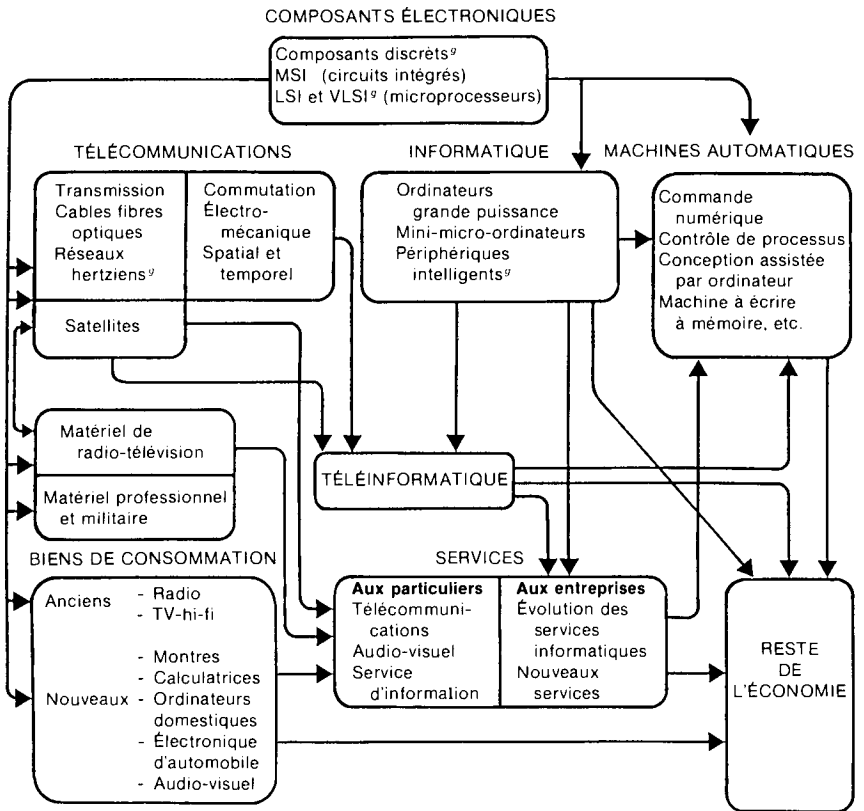 COMPOSANTS ÉLECTRONIQUES
Composants discrèts^g
MSI (circuits intégrés)
LSI et VLSI^g (microprocesseurs)
TÉLÉCOMMUNICATIONS
Transmission
Cables fibres
optiques
Réseaux
hertziens^g
Commutation
Électro-
mécanique
Spatial et
temporel
Satellites
INFORMATIQUE
Ordinateurs
grande puissance
Mini-micro-ordinateurs
Périphériques
intelligents^g
MACHINES AUTOMATIQUES
Commande
numérique
Contrôle de processus
Conception assistée
par ordinateur
Machine à écrire
à mémoire, etc.
Matériel de
radio-télévision
Matériel professionnel
et militaire
TÉLÉINFORMATIQUE
BIENS DE CONSOMMATION
Anciens - Radio
- TV-hi-fi
- Montres
- Calculatrices
Nouveaux - Ordinateurs
domestiques
- Électronique
d'automobile
- Audio-visuel
SERVICES
Aux particuliers
Télécommuni-
cations
Audio-visuel
Service
d'information
Aux entreprises
Évolution des
services
informatiques
Nouveaux
services
RESTE
DE
L'ÉCONOMIE